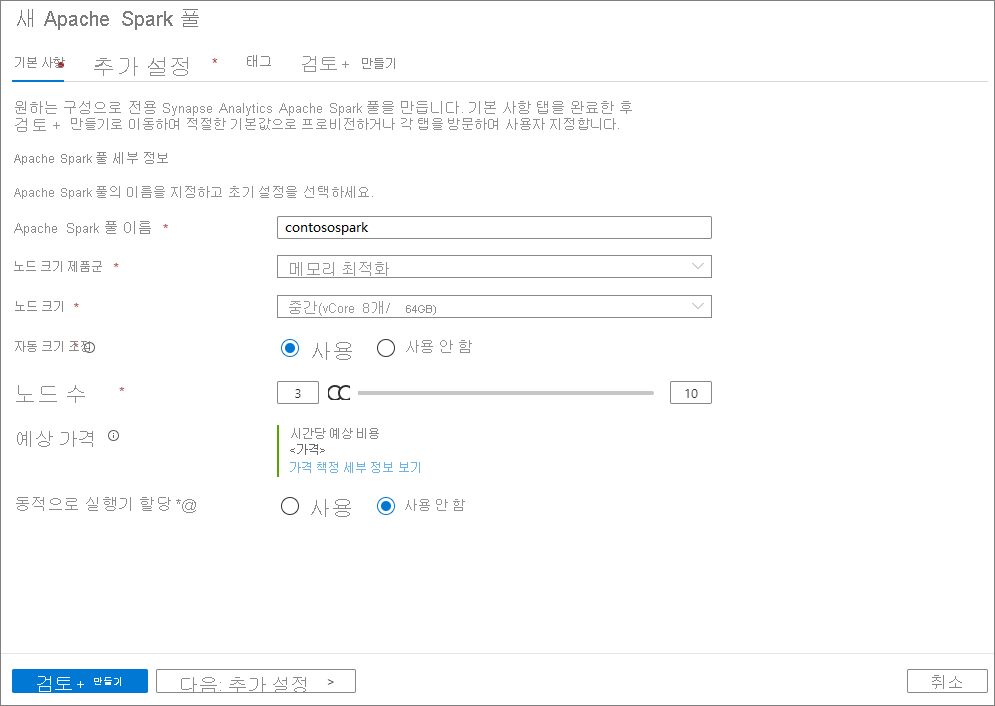 새 Apache Spark 풀
기본 사항 * 추가 설정 * 태그 검토 + 만들기
원하는 구성으로 전용 Synapse Analytics Apache Spark 풀을 만듭니다. 기본 사항 탭을 완료한 후
검토 + 만들기로 이동하여 적절한 기본값으로 프로비전하거나 각 탭을 방문하여 사용자 지정합니다.
Apache Spark 풀 세부 정보
Apache Spark 풀의 이름을 지정하고 초기 설정을 선택하세요.
Apache Spark 풀 이름 * contosospark
노드 크기 제품군 * 메모리 최적화
노드 크기 * 중간(vCore 8개/ 64GB)
자동 크기 조정 * 사용 사용 안 함
노드 수 * 3 10
예상 가격 시간당 예상 비용
<가격>
가격 책정 세부 정보 보기
동적으로 실행기 할당 *@ 사용 사용 안 함
검토 + 만들기 다음: 추가 설정 > 취소